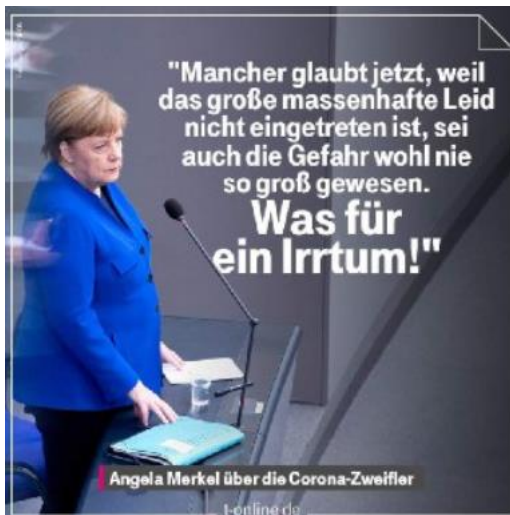 "Mancher glaubt jetzt, weil
das große massenhafte Leid
nicht eingetreten ist, sei
auch die Gefahr wohl nie
so groß gewesen.
Was für
ein Irrtum!"
Angela Merkel über die Corona-Zweifler
t-online.de